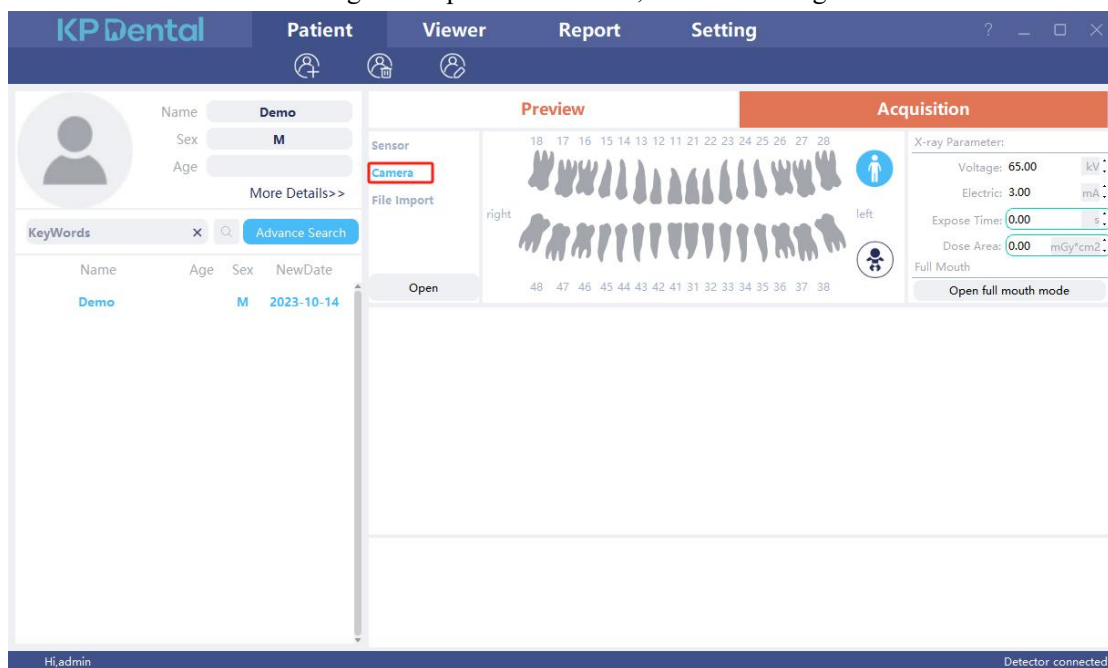 KP Dental Patient Viewer Report Setting ?
Name Demo
Sex M
Age
More Details>>
KeyWords × Advance Search
Name Age Sex NewDate
Demo M 2023-10-14
Preview Acquisition
Sensor
Camera
File Import
Open
18 17 16 15 14 13 12 11 21 22 23 24 25 26 27 28
right left
48 47 46 45 44 43 42 41 31 32 33 34 35 36 37 38
X-ray Parameter:
Voltage: 65.00 kV
Electric: 3.00 mA
Expose Time: 0.00 s
Dose Area: 0.00 mGy*cm2
Full Mouth
Open full mouth mode
Hi,admin Detector connected